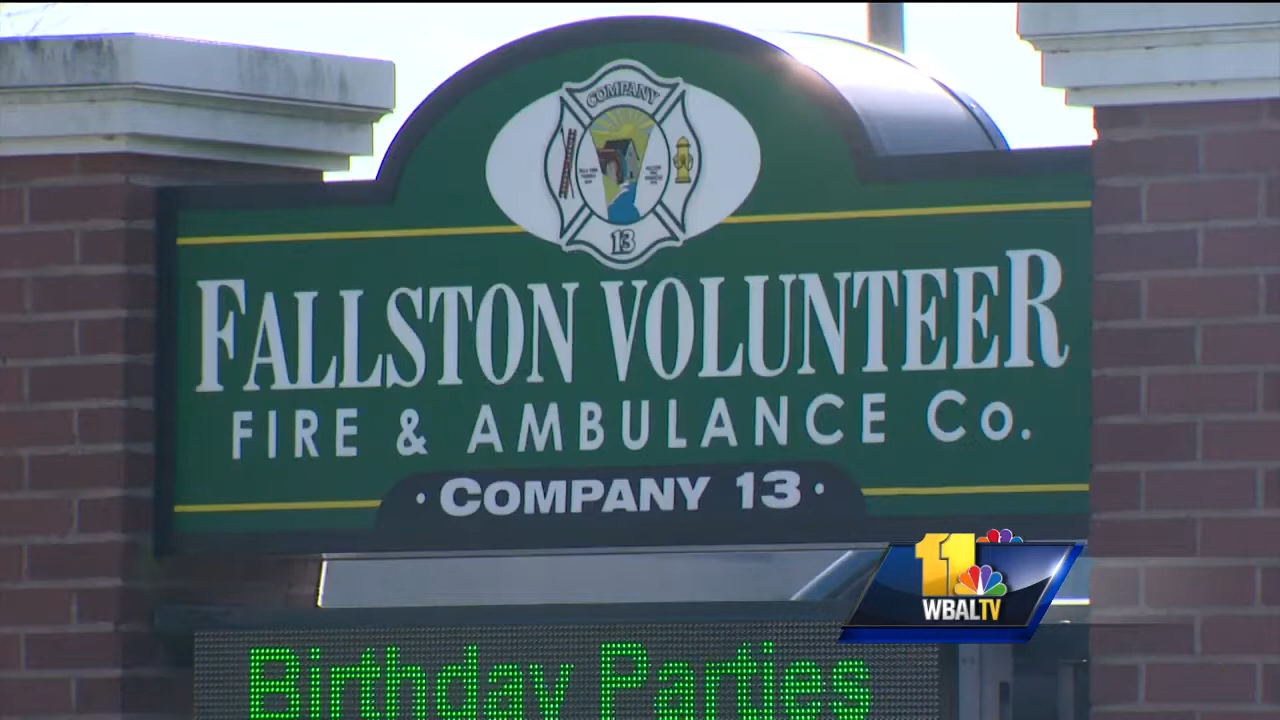 COMPANY
13
FALLSTON VOLUNTEER
FIRE & AMBULANCE Co.
· COMPANY 13 ·
11
WBALTV
Birthday Parties